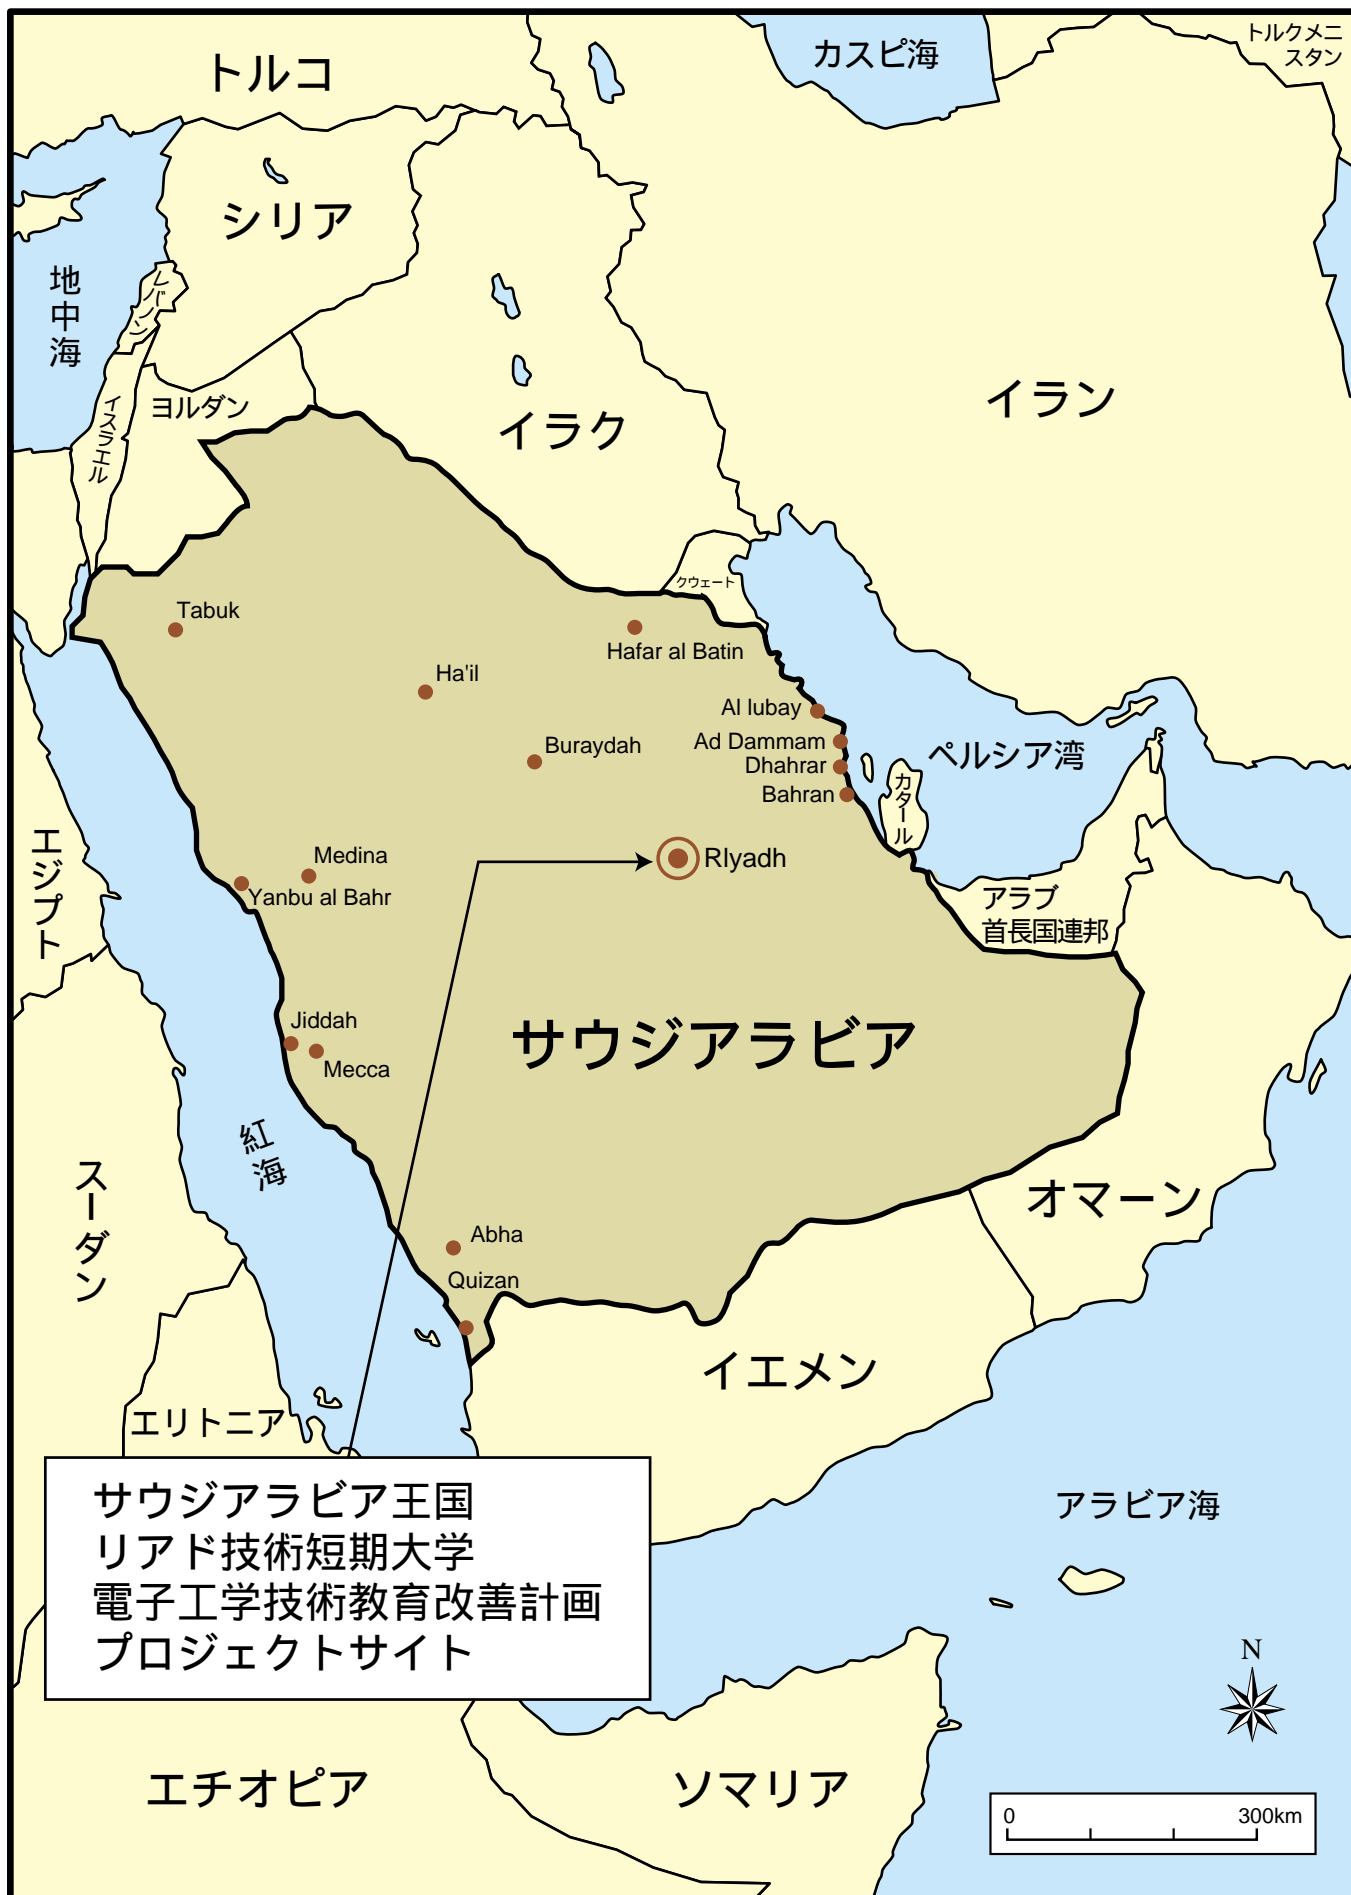 トルコ
カスピ海
トルクメニ
スタン
シリア
地中海
レバノン
イスラエル
ヨルダン
イラク
イラン
クウェート
Tabuk
Hafar al Batin
Ha'il
Al lubay
Buraydah
Ad Dammam
Dhahrar
Bahran
ペルシア湾
カタール
エジプト
Medina
Yanbu al Bahr
RIyadh
アラブ
首長国連邦
Jiddah
Mecca
サウジアラビア
紅海
スーダン
オマーン
Abha
Quizan
イエメン
エリトニア
サウジアラビア王国
リアド技術短期大学
電子工学技術教育改善計画
プロジェクトサイト
アラビア海
N
エチオピア
ソマリア
0 300km